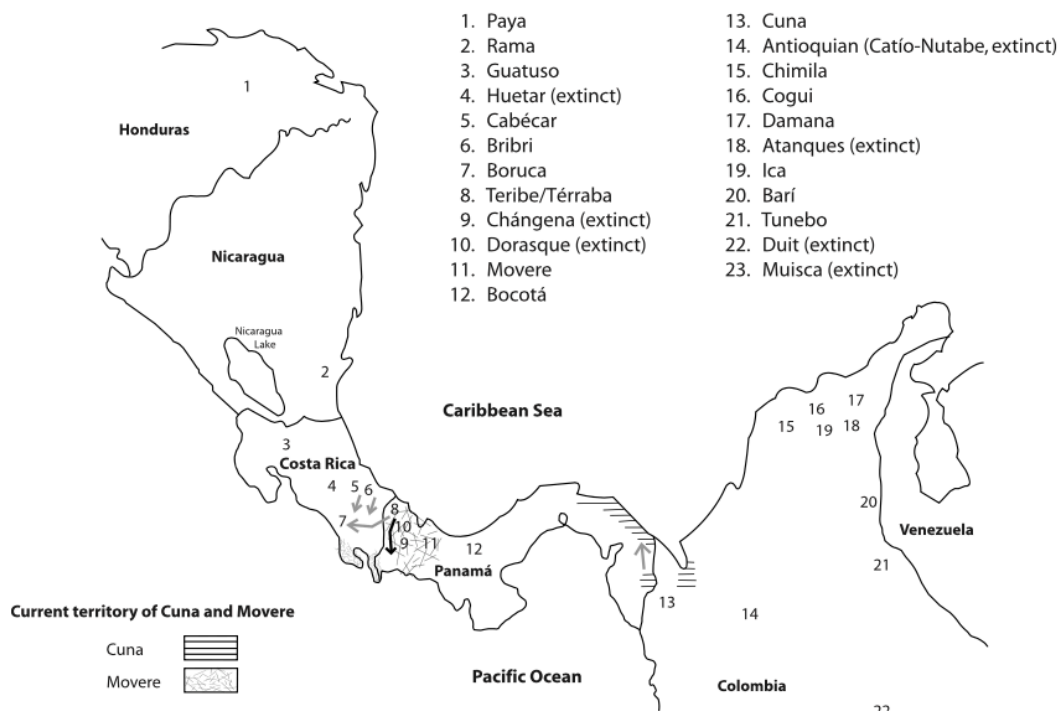 1. Paya
2. Rama
3. Guatuso
4. Huetar (extinct)
5. Cabécar
6. Bribri
7. Boruca
8. Teribe/Térraba
9. Chángena (extinct)
10. Dorasque (extinct)
11. Movere
12. Bocotá
13. Cuna
14. Antioquian (Catío-Nutabe, extinct)
15. Chimila
16. Cogui
17. Damana
18. Atanques (extinct)
19. Ica
20. Barí
21. Tunebo
22. Duit (extinct)
23. Muisca (extinct)
1
Honduras
Nicaragua
Nicaragua
Lake
2
Caribbean Sea
3
Costa Rica
4 5 6
7
8
10
9 11
12
Panamá
13
14
15
16
17
18
19
20
Venezuela
21
Current territory of Cuna and Movere
Cuna
Movere
Pacific Ocean
Colombia
22